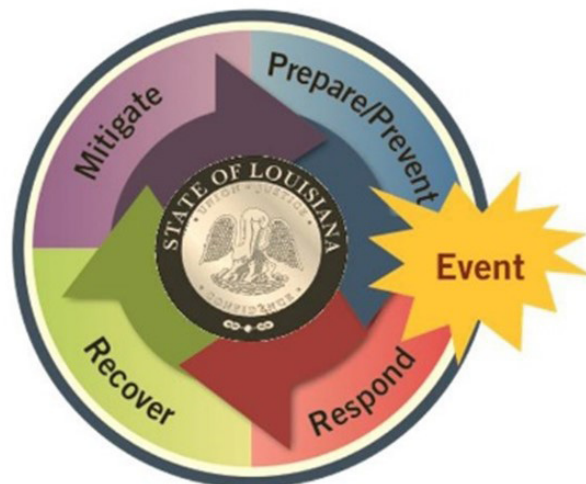 Mitigate
Prepare/Prevent
Event
Respond
Recover
STATE OF LOUISIANA
UNION · JUSTICE
CONFIDENCE